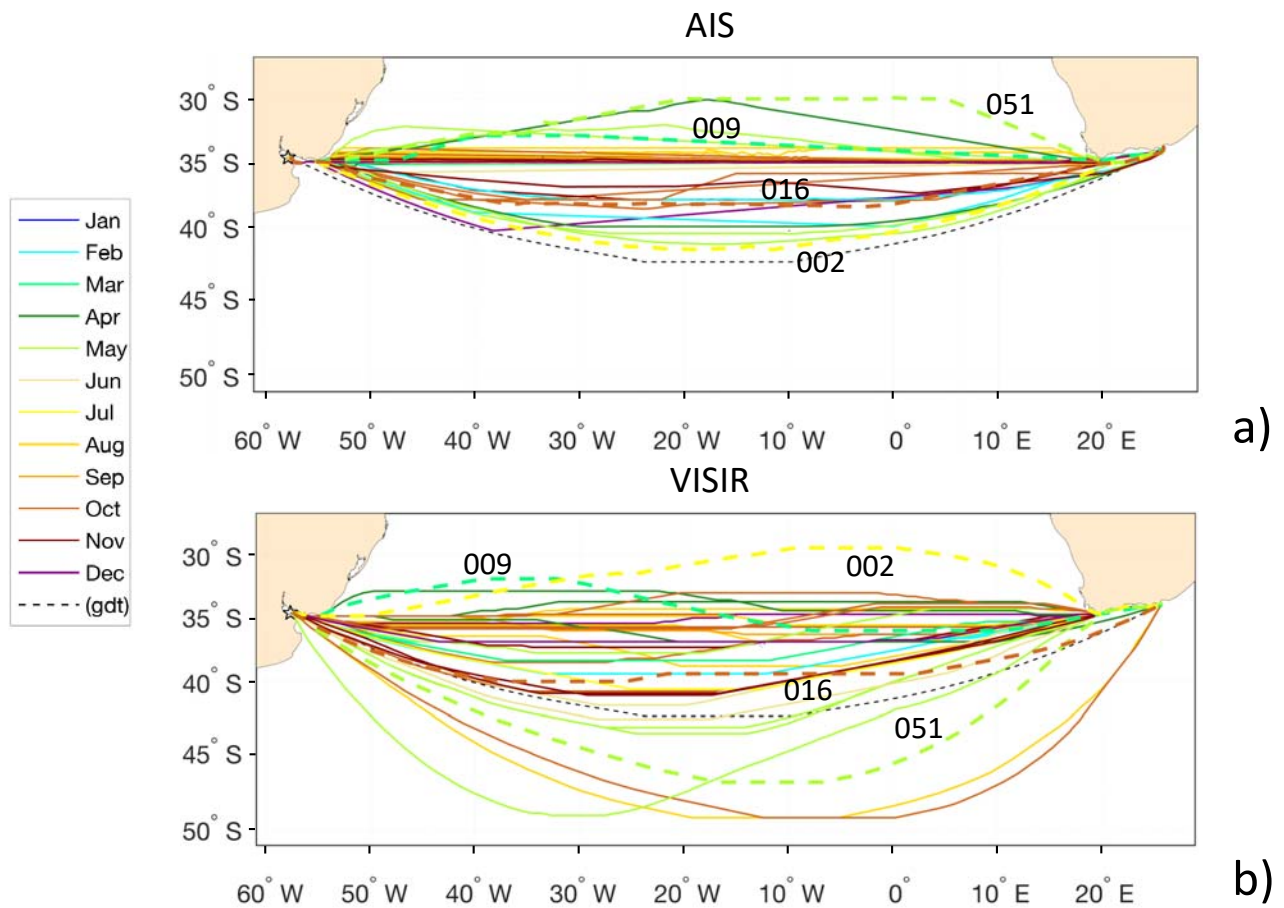 AIS
30° S
35° S
40° S
45° S
50° S
051
009
016
002
60° W 50° W 40° W 30° W 20° W 10° W 0° 10° E 20° E
a)
Jan
Feb
Mar
Apr
May
Jun
Jul
Aug
Sep
Oct
Nov
Dec
(gdt)
VISIR
30° S
35° S
40° S
45° S
50° S
009
002
016
051
60° W 50° W 40° W 30° W 20° W 10° W 0° 10° E 20° E
b)